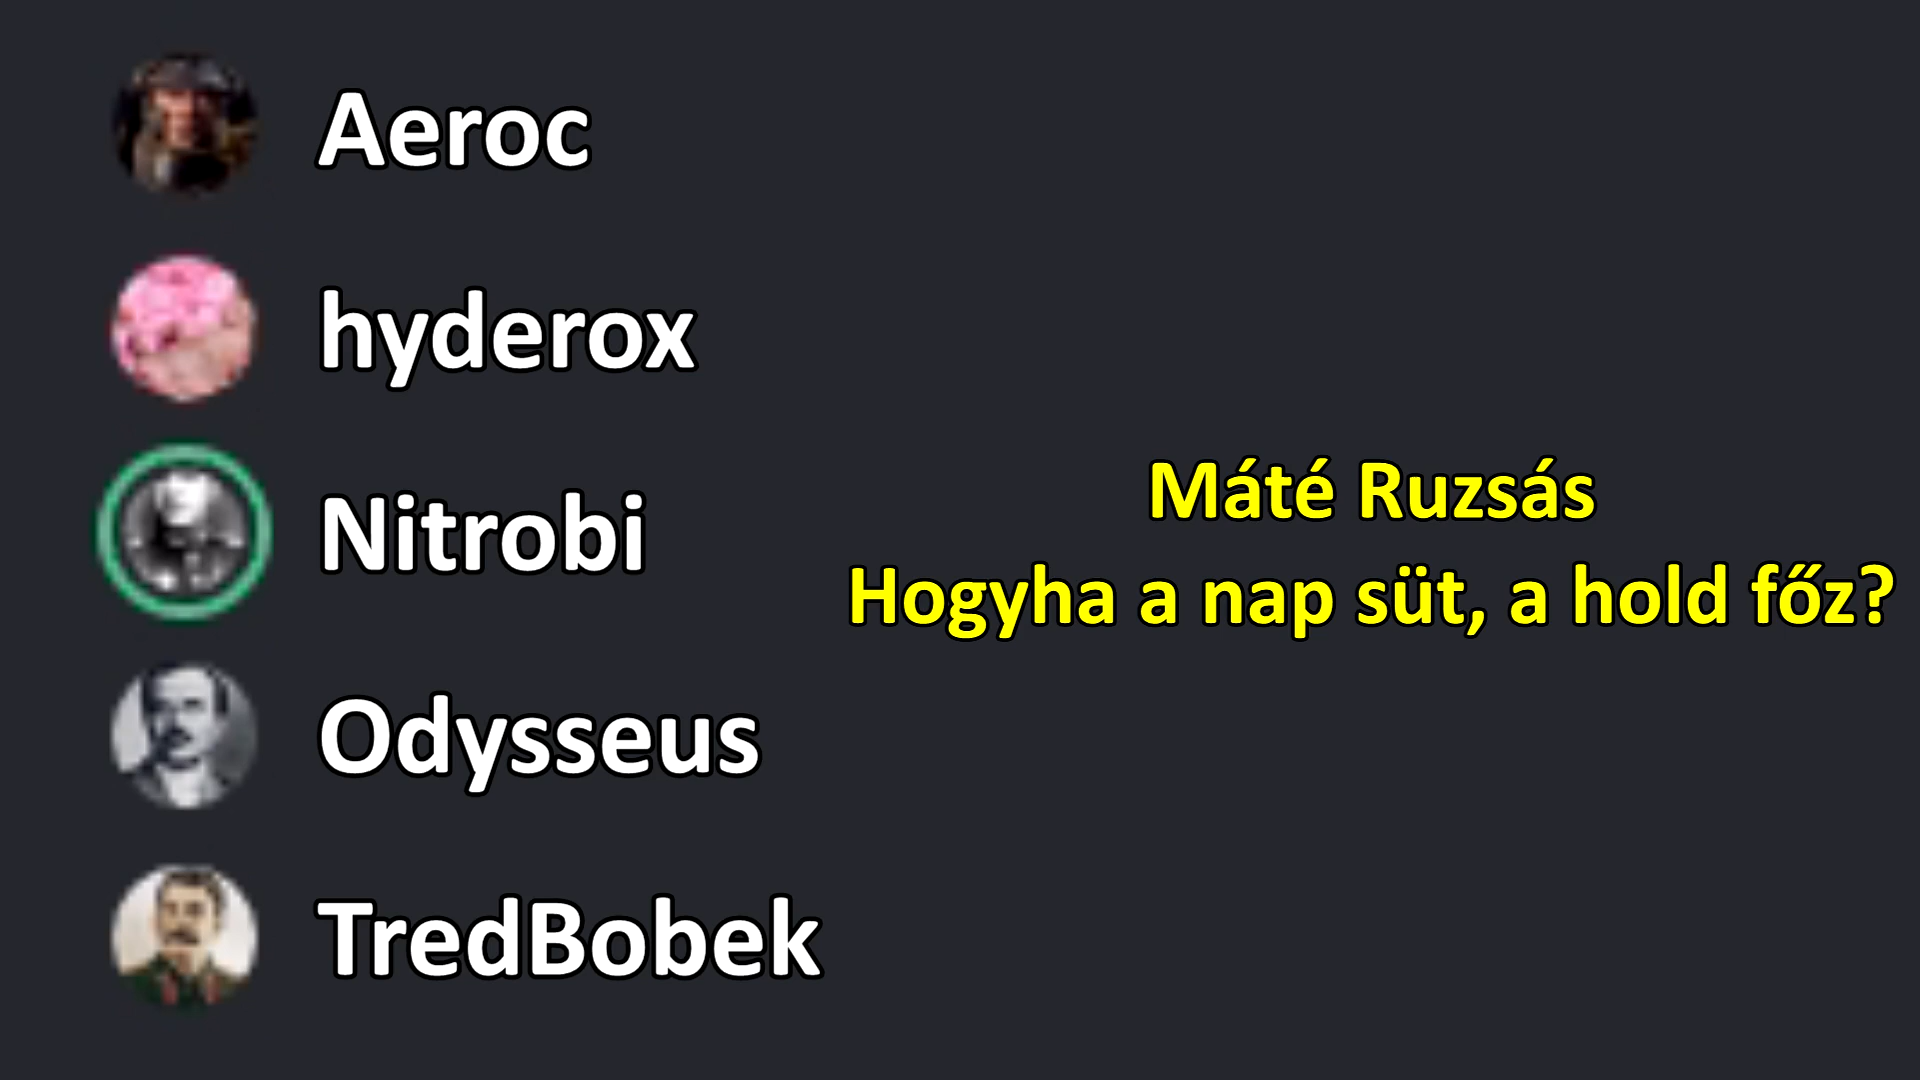 Aeroc
hyderox
Nitrobi
Máté Ruzsás
Hogyha a nap süt, a hold főz?
Odysseus
TredBobek